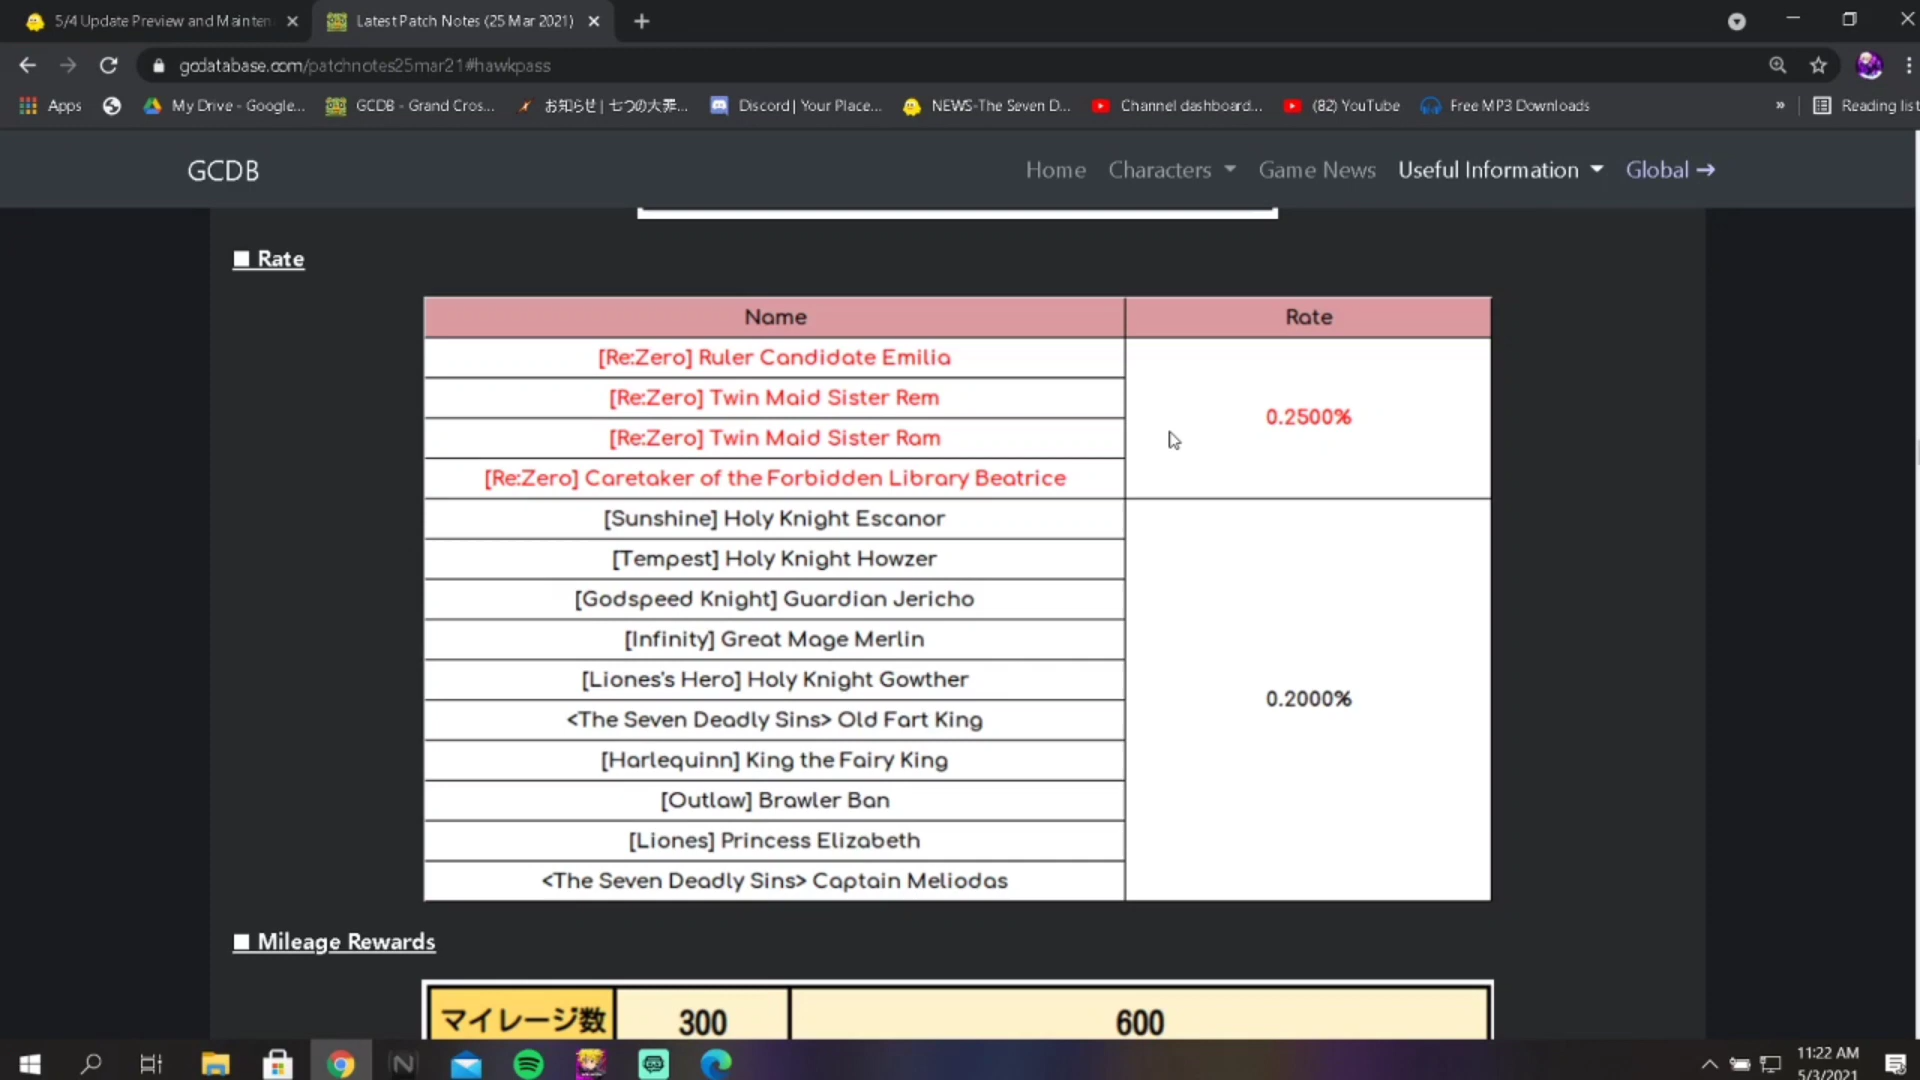 5/4 Update Preview and Mainten
Latest Patch Notes (25 Mar 2021)
gcdatabase.com/patchnotes25mar21#hawkpass
Apps
My Drive - Google...
GCDB - Grand Cros...
お知らせ | 七つの大罪...
Discord | Your Place...
NEWS-The Seven D...
Channel dashboard...
(82) YouTube
Free MP3 Downloads
»
Reading list
GCDB
Home
Characters
Game News
Useful Information
Global →
■ Rate
Name
Rate
[Re:Zero] Ruler Candidate Emilia
[Re:Zero] Twin Maid Sister Rem
0.2500%
[Re:Zero] Twin Maid Sister Ram
[Re:Zero] Caretaker of the Forbidden Library Beatrice
[Sunshine] Holy Knight Escanor
[Tempest] Holy Knight Howzer
[Godspeed Knight] Guardian Jericho
[Infinity] Great Mage Merlin
[Liones's Hero] Holy Knight Gowther
0.2000%
<The Seven Deadly Sins> Old Fart King
[Harlequinn] King the Fairy King
[Outlaw] Brawler Ban
[Liones] Princess Elizabeth
<The Seven Deadly Sins> Captain Meliodas
■ Mileage Rewards
マイレージ数
300
600
11:22 AM
5/3/2021